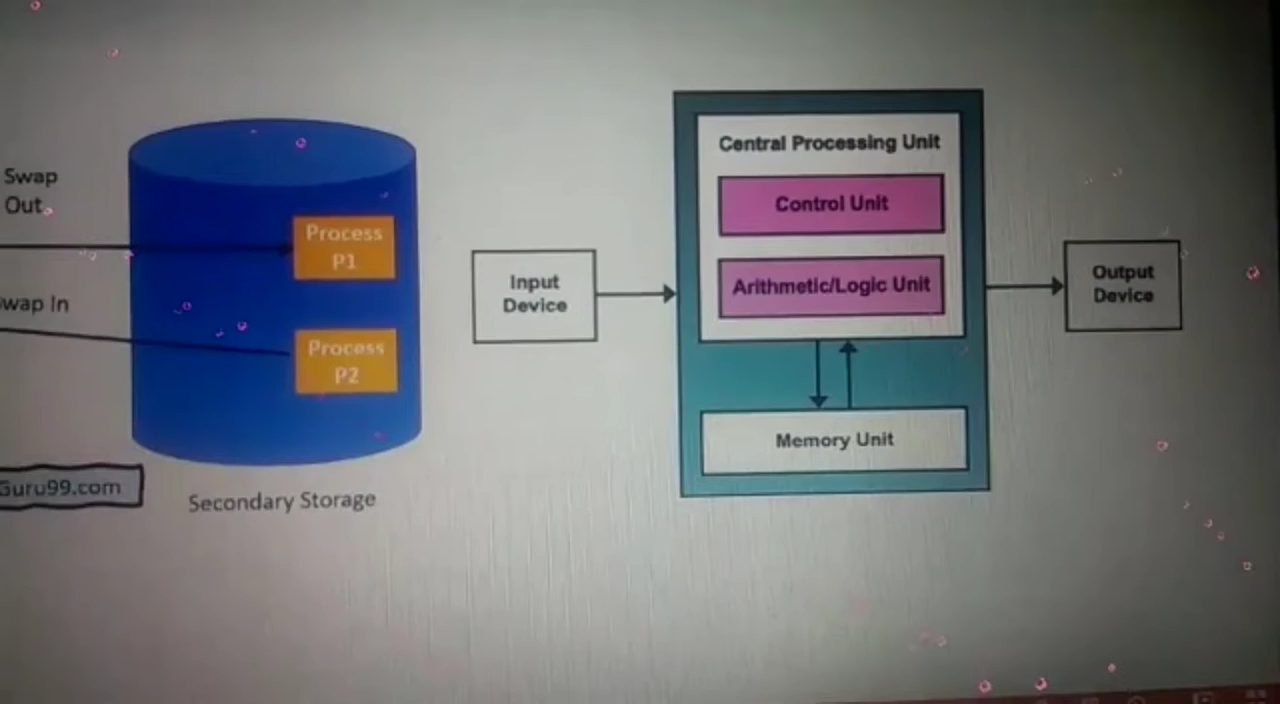 Swap
Out
Swap In
Process
P1
Process
P2
Guru99.com
Secondary Storage
Input
Device
Central Processing Unit
Control Unit
Arithmetic/Logic Unit
Memory Unit
Output
Device